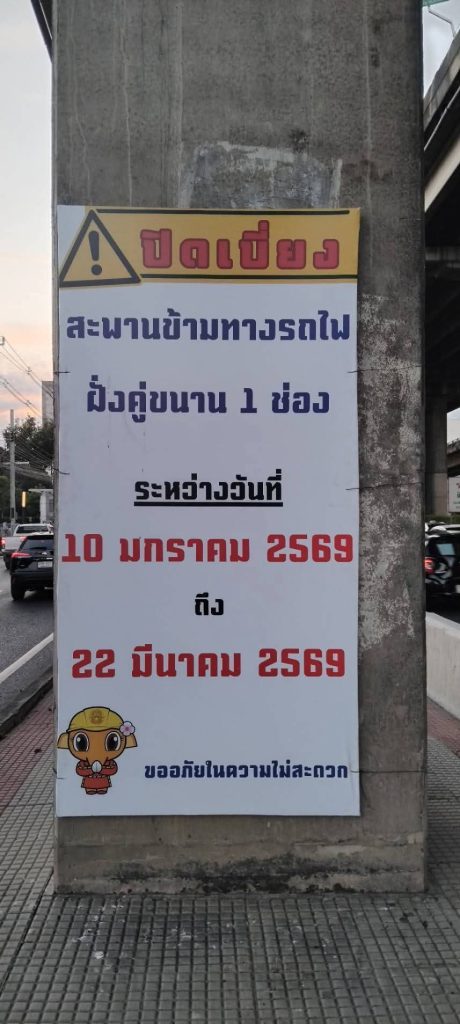 ปิดเบี่ยง
สะพานข้ามทางรถไฟ
ฝั่งคู่ขนาน 1 ช่อง
ระหว่างวันที่
10 มกราคม 2569
ถึง
22 มีนาคม 2569
ขออภัยในความไม่สะดวก